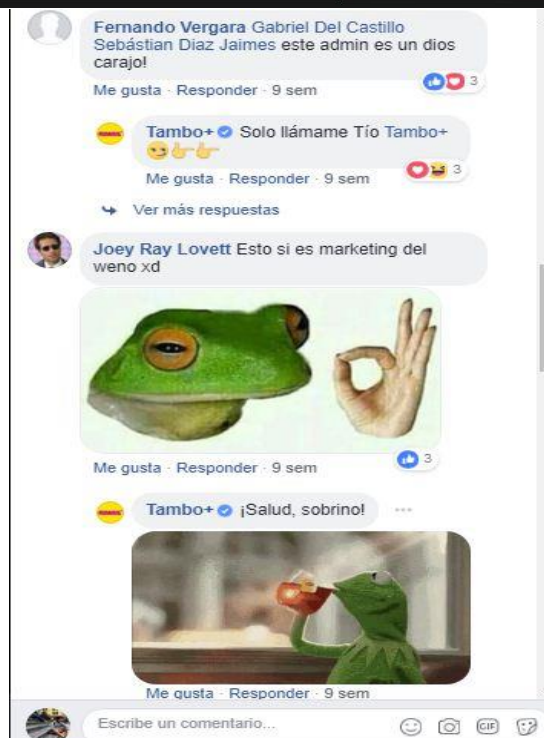 Fernando Vergara Gabriel Del Castillo
Sebástian Diaz Jaimes este admin es un dios
carajo!
3
Me gusta · Responder · 9 sem
Tambo+ Solo llámame Tío Tambo+
3
Me gusta · Responder · 9 sem
Ver más respuestas
Joey Ray Lovett Esto si es marketing del
weno xd
3
Me gusta · Responder · 9 sem
Tambo+ ¡Salud, sobrino!
Me gusta · Responder · 9 sem
Escribe un comentario...
GIF